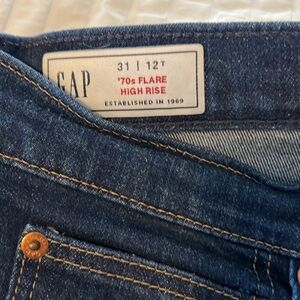 GAP
31 | 12T
'70s FLARE
HIGH RISE
ESTABLISHED IN 1969